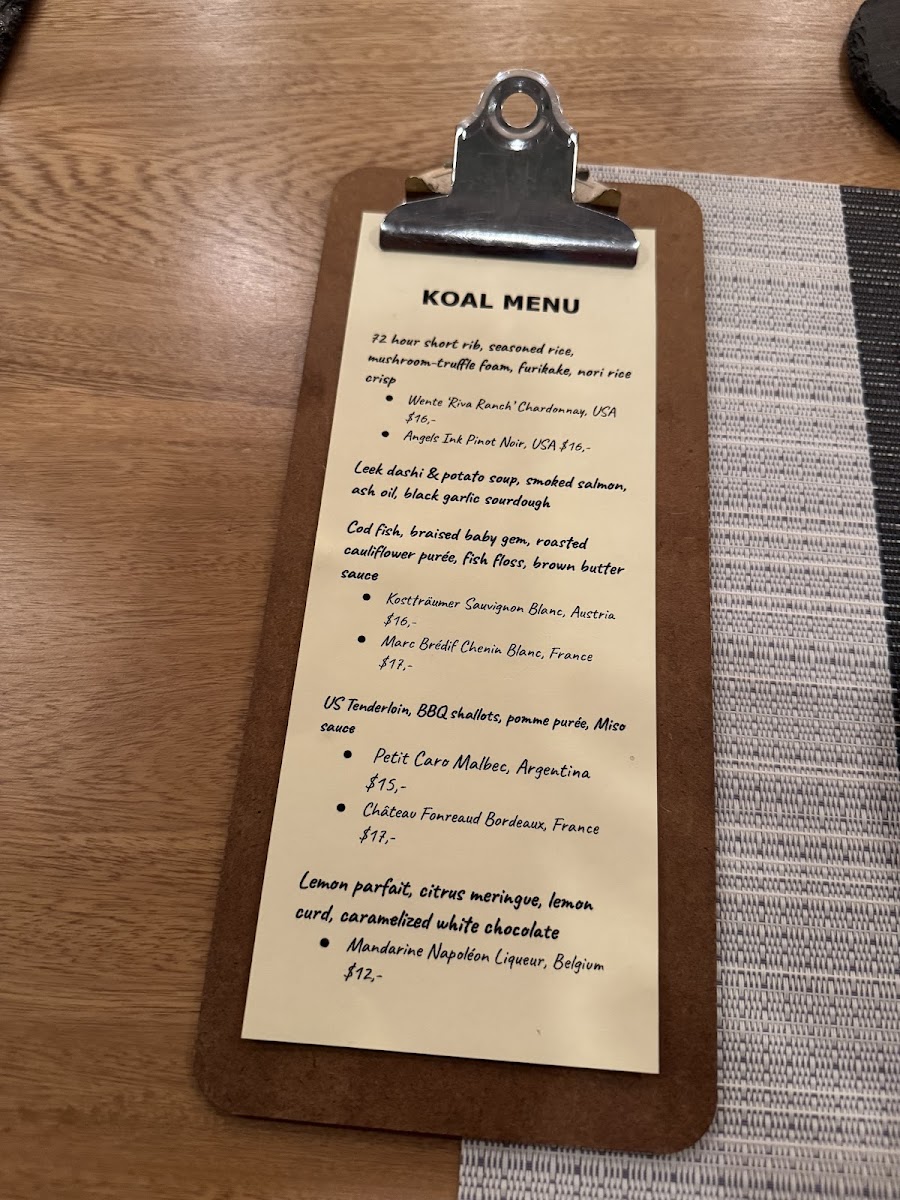 KOAL MENU
72 hour short rib, seasoned rice,
mushroom-truffle foam, furikake, nori rice
crisp
• Wente 'Riva Ranch' Chardonnay, USA
$16,-
• Angels Ink Pinot Noir, USA $16,-
Leek dashi & potato soup, smoked salmon,
ash oil, black garlic sourdough
Cod fish, braised baby gem, roasted
cauliflower purée, fish floss, brown butter
sauce
• Kostträumer Sauvignon Blanc, Austria
$16,-
• Marc Brédif Chenin Blanc, France
$17,-
US Tenderloin, BBQ shallots, pomme purée, Miso
sauce
• Petit Caro Malbec, Argentina
$15,-
• Château Fonreaud Bordeaux, France
$17,-
Lemon parfait, citrus meringue, lemon
curd, caramelized white chocolate
• Mandarine Napoléon Liqueur, Belgium
$12,-